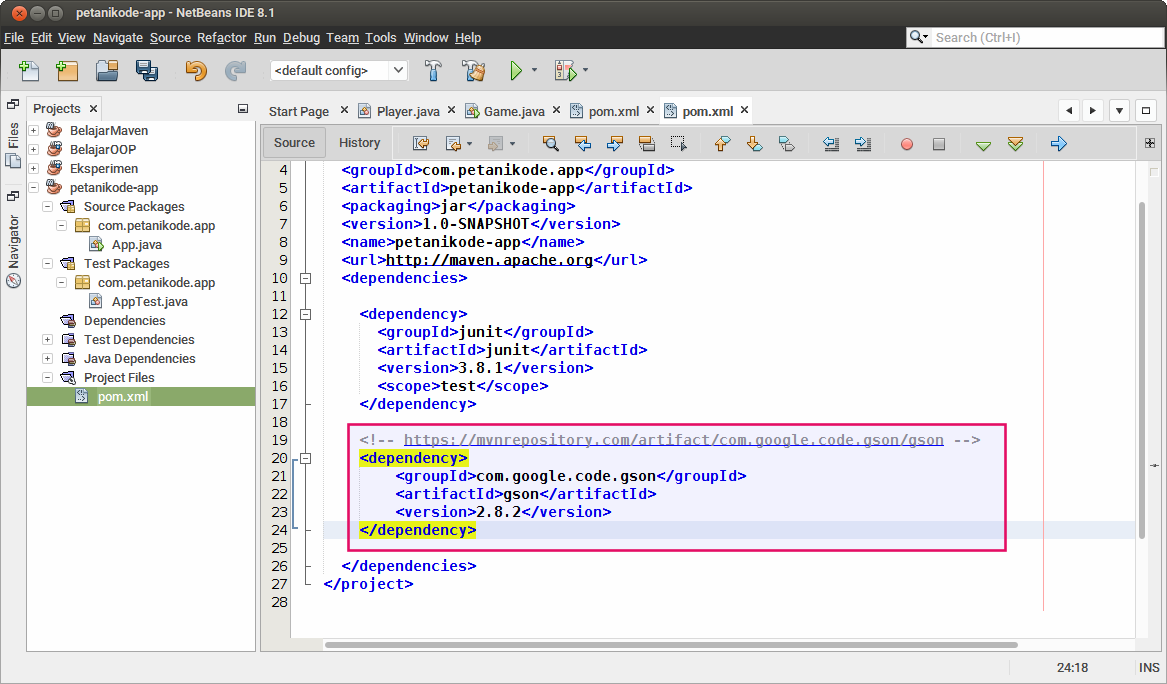 petanikode-app - NetBeans IDE 8.1
File Edit View Navigate Source Refactor Run Debug Team Tools Window Help
Search (Ctrl+I)
<default config>
Files
Navigator
Projects
BelajarMaven
BelajarOOP
Eksperimen
petanikode-app
Source Packages
com.petanikode.app
App.java
Test Packages
com.petanikode.app
AppTest.java
Dependencies
Test Dependencies
Java Dependencies
Project Files
pom.xml
Start Page Player.java Game.java pom.xml pom.xml
Source History
4 <groupId>com.petanikode.app</groupId>
5 <artifactId>petanikode-app</artifactId>
6 <packaging>jar</packaging>
7 <version>1.0-SNAPSHOT</version>
8 <name>petanikode-app</name>
9 <url>http://maven.apache.org</url>
10 <dependencies>
11
12 <dependency>
13 <groupId>junit</groupId>
14 <artifactId>junit</artifactId>
15 <version>3.8.1</version>
16 <scope>test</scope>
17 </dependency>
18
19 <!-- https://mvnrepository.com/artifact/com.google.code.gson/gson -->
20 <dependency>
21 <groupId>com.google.code.gson</groupId>
22 <artifactId>gson</artifactId>
23 <version>2.8.2</version>
24 </dependency>
25
26 </dependencies>
27 </project>
28
24:18 INS